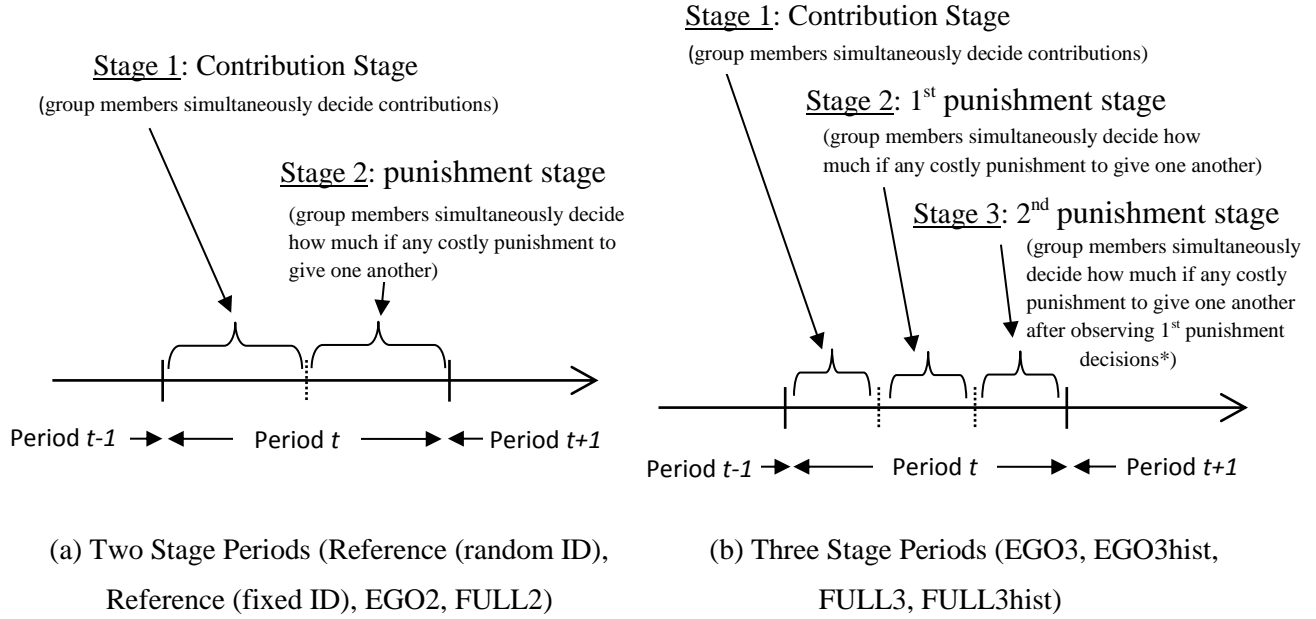 Stage 1: Contribution Stage
(group members simultaneously decide contributions)
Stage 2: punishment stage
(group members simultaneously decide
how much if any costly punishment to
give one another)
Period t-1
Period t
Period t+1
(a) Two Stage Periods (Reference (random ID),
Reference (fixed ID), EGO2, FULL2)
Stage 1: Contribution Stage
(group members simultaneously decide contributions)
Stage 2: 1st punishment stage
(group members simultaneously decide how
much if any costly punishment to give one another)
Stage 3: 2nd punishment stage
(group members simultaneously
decide how much if any costly
punishment to give one another
after observing 1st punishment
decisions*)
Period t-1
Period t
Period t+1
(b) Three Stage Periods (EGO3, EGO3hist,
FULL3, FULL3hist)